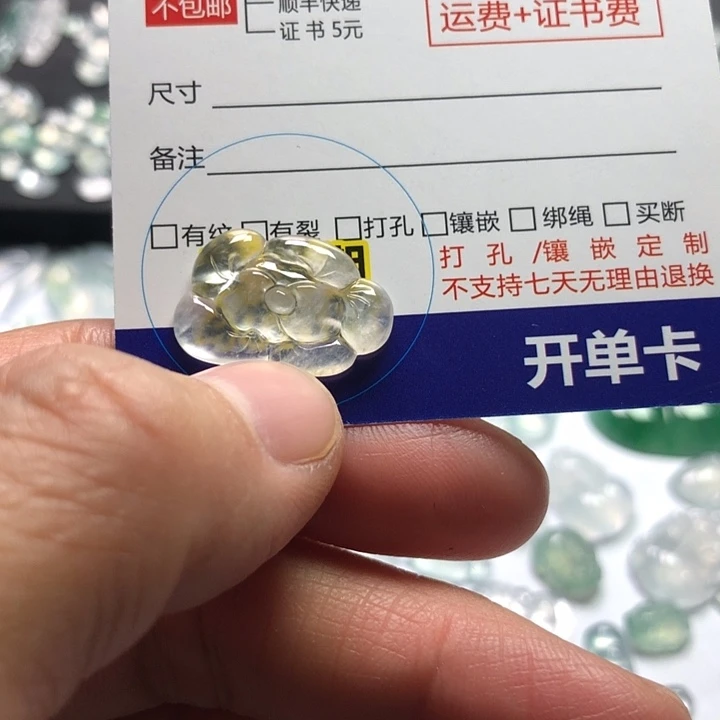 不包邮
顺丰快递
证书5元
运费+证书费
尺寸
备注
□有纹 □有裂 □打孔 □镶嵌 □绑绳 □买断
打孔/镶嵌定制
不支持七天无理由退换
开单卡